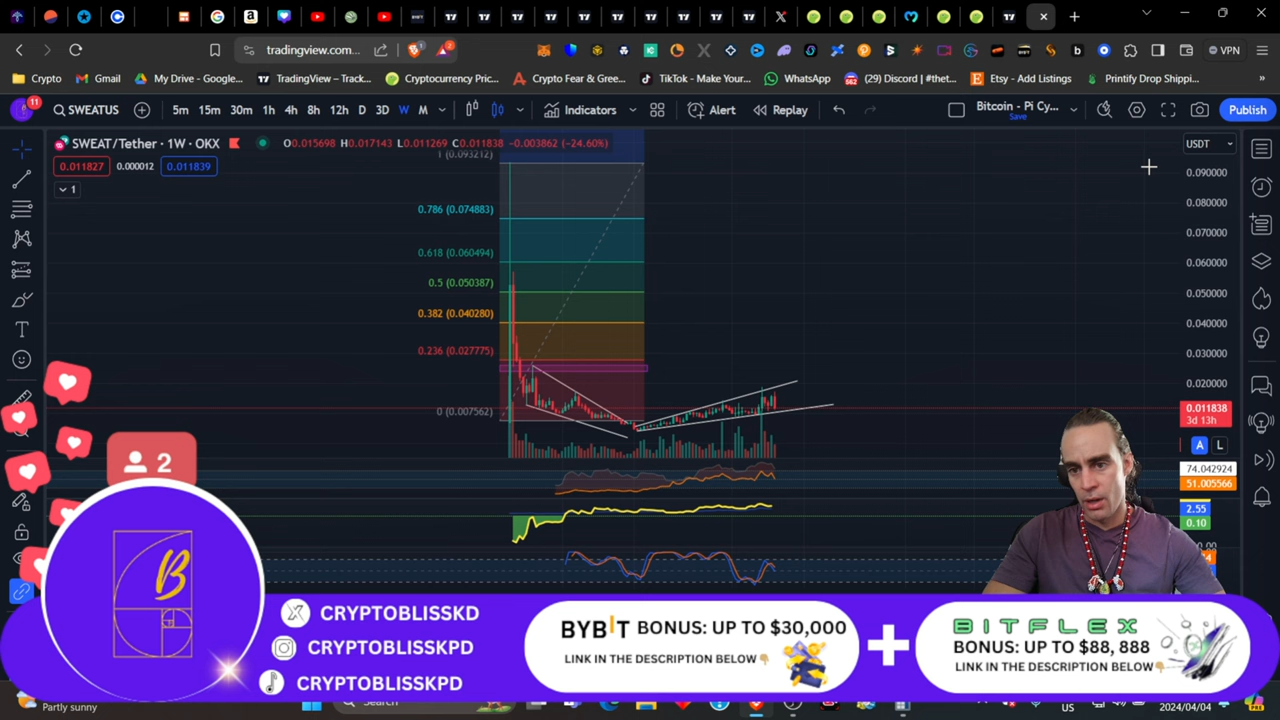 tradingview.com...
VPN
Crypto
Gmail
My Drive - Google...
TradingView – Track...
Cryptocurrency Pric...
Crypto Fear & Gree...
TikTok - Make Your...
WhatsApp
(29) Discord | #thet...
Etsy - Add Listings
Printify Drop Shippi...
11
SWEATUS
5m 15m 30m 1h 4h 8h 12h D 3D W M
Indicators
Alert
Replay
Bitcoin - Pi Cy...
Save
Publish
SWEAT/Tether · 1W · OKX
O0.015698 H0.017143 L0.011269 C0.011838 -0.003862 (-24.60%)
USDT
1 (0.093212)
0.011827 0.000012 0.011839
1
0.786 (0.074883)
0.618 (0.060494)
0.5 (0.050387)
0.382 (0.040280)
0.236 (0.027775)
0 (0.007562)
0.090000
0.080000
0.070000
0.060000
0.050000
0.040000
0.030000
0.020000
0.011838
3d 13h
A L
74.042924
51.005566
2.55
0.10
2
B
CRYPTOBLISSKD
CRYPTOBLISSKPD
CRYPTOBLISSKPD
BYBIT BONUS: UP TO $30,000
LINK IN THE DESCRIPTION BELOW
BITFLEX
BONUS: UP TO $88, 888
LINK IN THE DESCRIPTION BELOW
Partly sunny
Search
US
2024/04/04